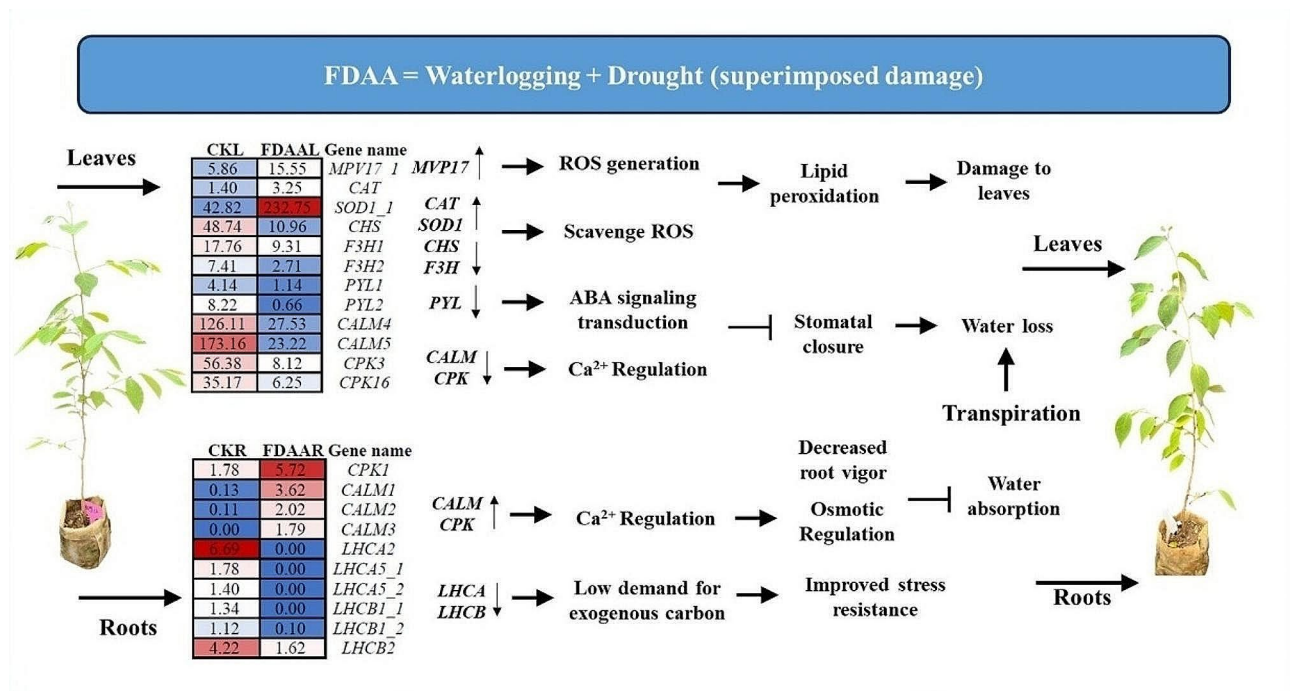 FDAA = Waterlogging + Drought (superimposed damage)
Leaves
CKL FDAAL Gene name
5.86 15.55 MPV17_1
1.40 3.25 CAT
42.82 232.75 SOD1_1
48.74 10.96 CHS
17.76 9.31 F3H1
7.41 2.71 F3H2
4.14 1.14 PYL1
8.22 0.66 PYL2
126.11 27.53 CALM4
173.16 23.22 CALM5
56.38 8.12 CPK3
35.17 6.25 CPK16
MVP17
ROS generation
Lipid
peroxidation
Damage to
leaves
CAT
SOD1
CHS
F3H
Scavenge ROS
PYL
ABA signaling
transduction
Stomatal
closure
Water loss
CALM
CPK
Ca²⁺ Regulation
Transpiration
Leaves
CKR FDAAR Gene name
1.78 5.72 CPK1
0.13 3.62 CALM1
0.11 2.02 CALM2
0.00 1.79 CALM3
6.69 0.00 LHCA2
1.78 0.00 LHCA5_1
1.40 0.00 LHCA5_2
1.34 0.00 LHCB1_1
1.12 0.10 LHCB1_2
4.22 1.62 LHCB2
CALM
CPK
Ca²⁺ Regulation
Decreased
root vigor
Osmotic
Regulation
Water
absorption
LHCA
LHCB
Low demand for
exogenous carbon
Improved stress
resistance
Roots
Roots